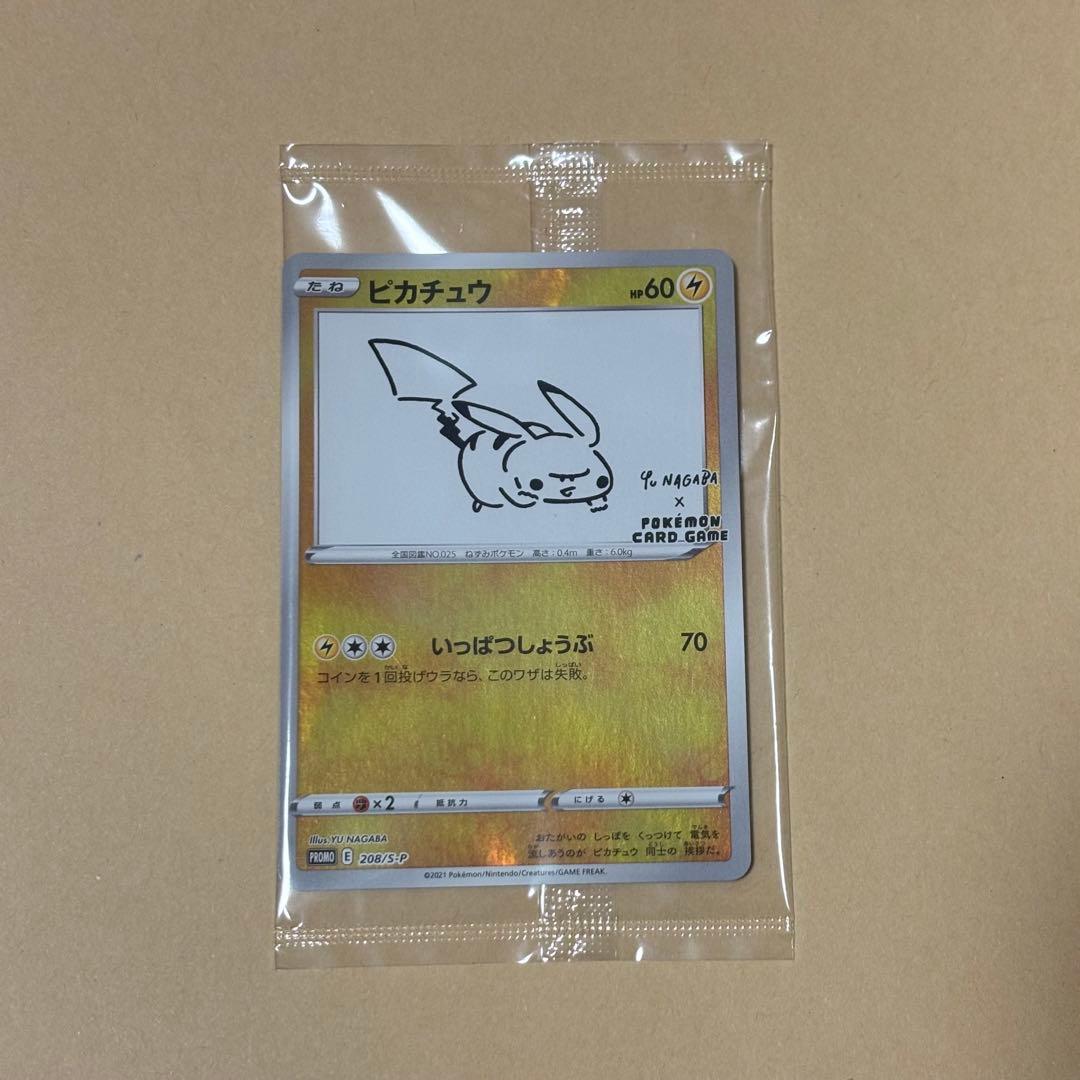 たね ピカチュウ HP60
Yu NAGABA
×
POKÉMON
CARD GAME
全国図鑑NO.025 ねずみポケモン 高さ:0.4m 重さ:6.0kg
いっぱつしょうぶ 70
コインを1回投げウラなら、このワザは失敗。
弱点 ×2 抵抗力 にげる
Illus.YU NAGABA
PROMO E 208/S-P
おたがいの しっぽを くっつけて 電気を
流しあうのが ピカチュウ 同士の 挨拶だ。
©2021 Pokémon/Nintendo/Creatures/GAME FREAK.